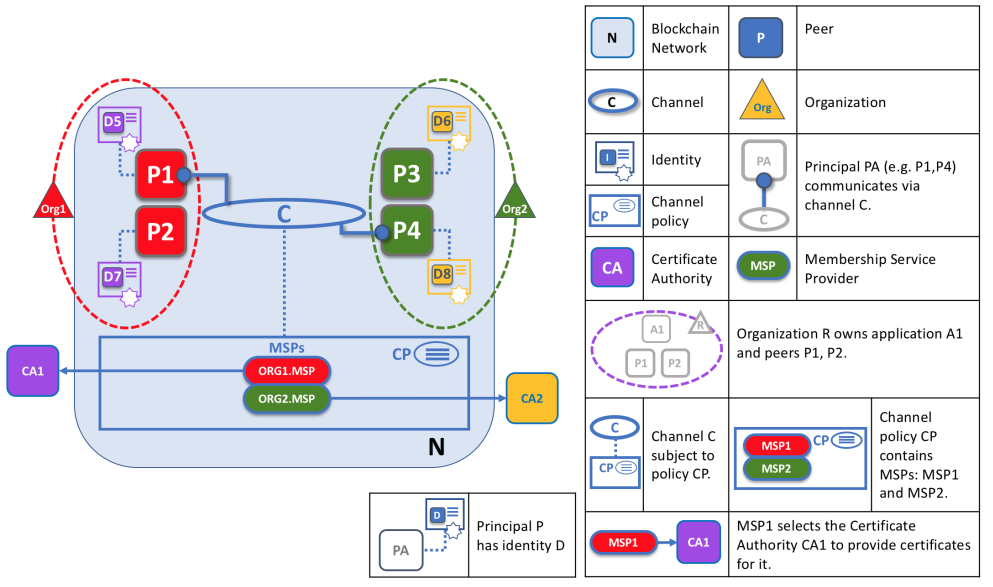 D5
D6
P1
P3
Org1
C
Org2
P2
P4
D7
D8
MSPs
CP
CA1
ORG1.MSP
ORG2.MSP
CA2
N
PA
D
Principal P
has identity D
N
Blockchain
Network
P
Peer
C
Channel
Org
Organization
I
Identity
CP
Channel
policy
PA
C
Principal PA (e.g. P1,P4)
communicates via
channel C.
CA
Certificate
Authority
MSP
Membership Service
Provider
A1
R
P1
P2
Organization R owns application A1
and peers P1, P2.
C
CP
Channel C
subject to
policy CP.
MSP1
MSP2
CP
Channel
policy CP
contains
MSPs: MSP1
and MSP2.
MSP1
CA1
MSP1 selects the Certificate
Authority CA1 to provide certificates
for it.